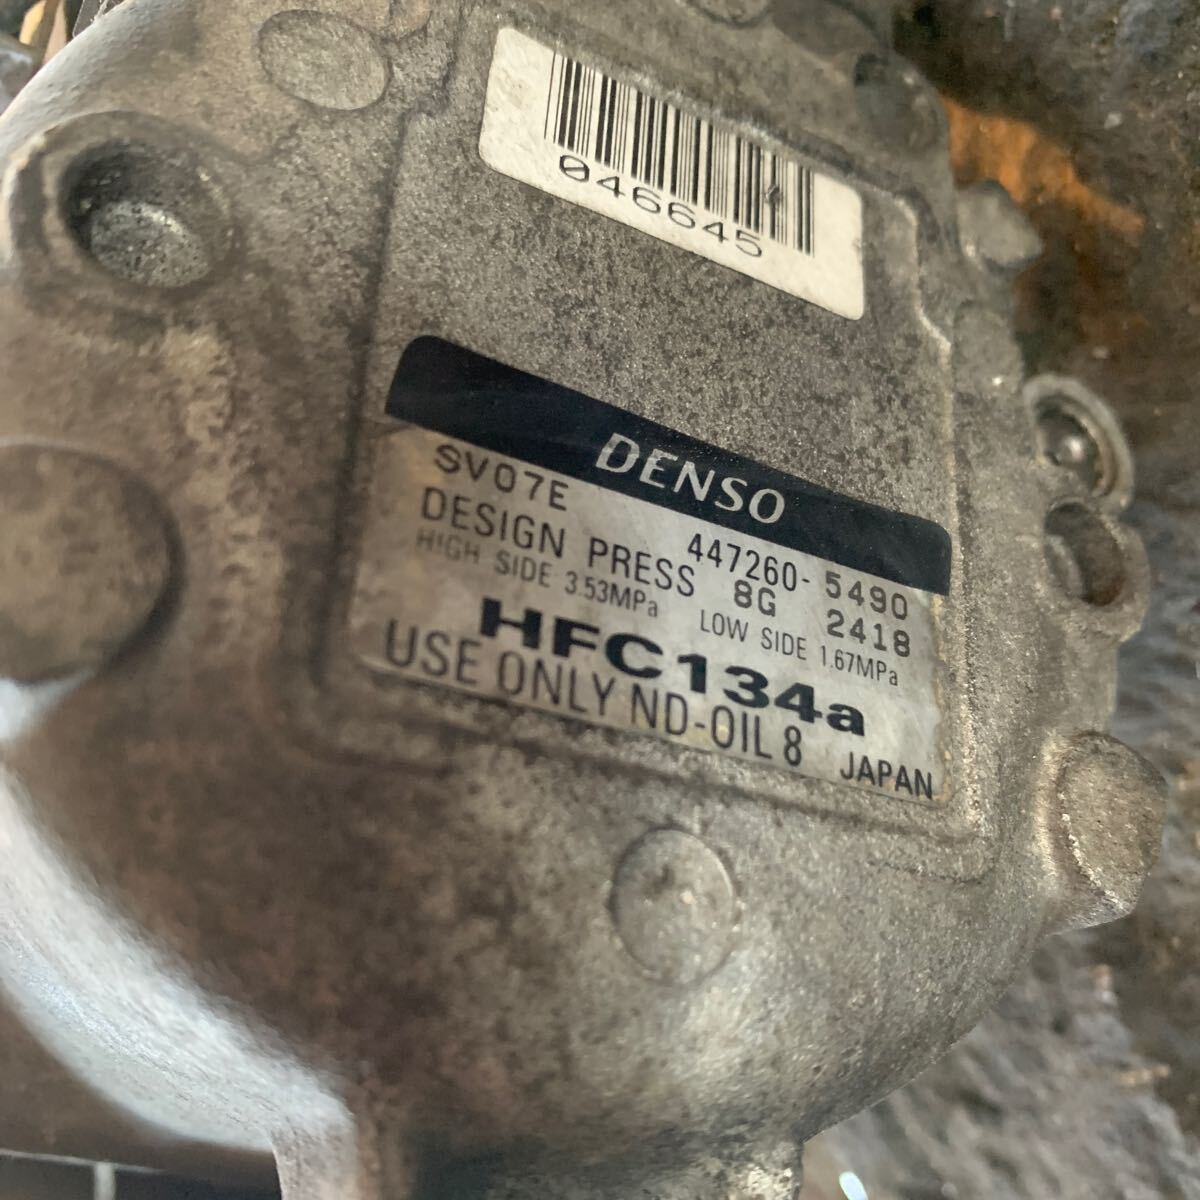 046645
DENSO
SV07E 447260-5490
DESIGN PRESS 8G 2418
HIGH SIDE 3.53MPa LOW SIDE 1.67MPa
HFC134a
USE ONLY ND-OIL 8 JAPAN